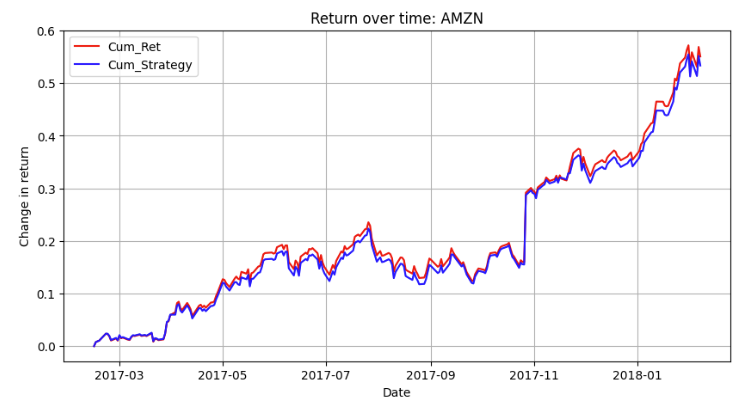 Return over time: AMZN
Cum_Ret
Cum_Strategy
Change in return
0.6
0.5
0.4
0.3
0.2
0.1
0.0
2017-03 2017-05 2017-07 2017-09 2017-11 2018-01
Date